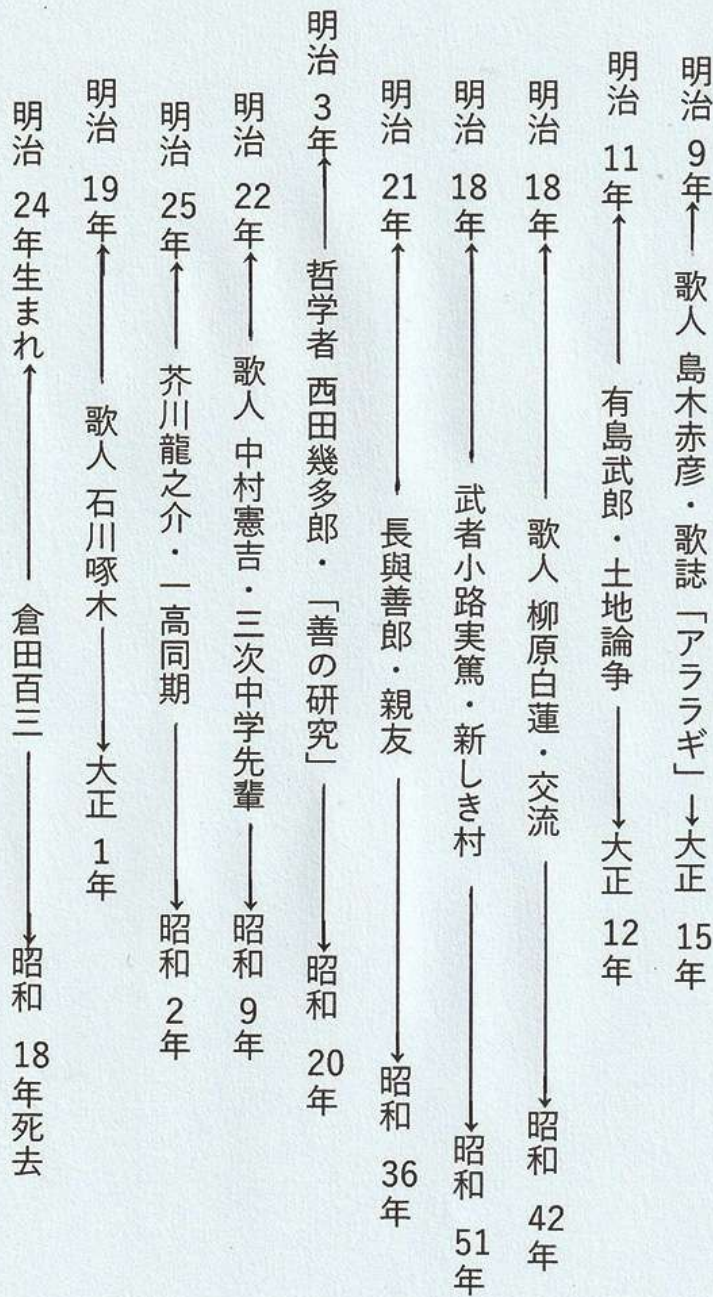 明治 9年↑ 歌人 島木赤彦・歌誌「アララギ」↓大正 15年
明治 11年↑ 有島武郎・土地論争 ↓大正 12年
明治 18年↑ 歌人 柳原白蓮・交流 ↓昭和 42年
明治 18年↑ 武者小路実篤・新しき村 ↓昭和 51年
明治 21年↑ 長與善郎・親友 ↓昭和 36年
明治 3年↑ 哲学者 西田幾多郎・「善の研究」 ↓昭和 20年
明治 22年↑ 歌人 中村憲吉・三次中学先輩 ↓昭和 9年
明治 25年↑ 芥川龍之介・一高同期 ↓昭和 2年
明治 19年↑ 歌人 石川啄木 ↓大正 1年
明治 24年生まれ↑ 倉田百三 ↓昭和 18年死去